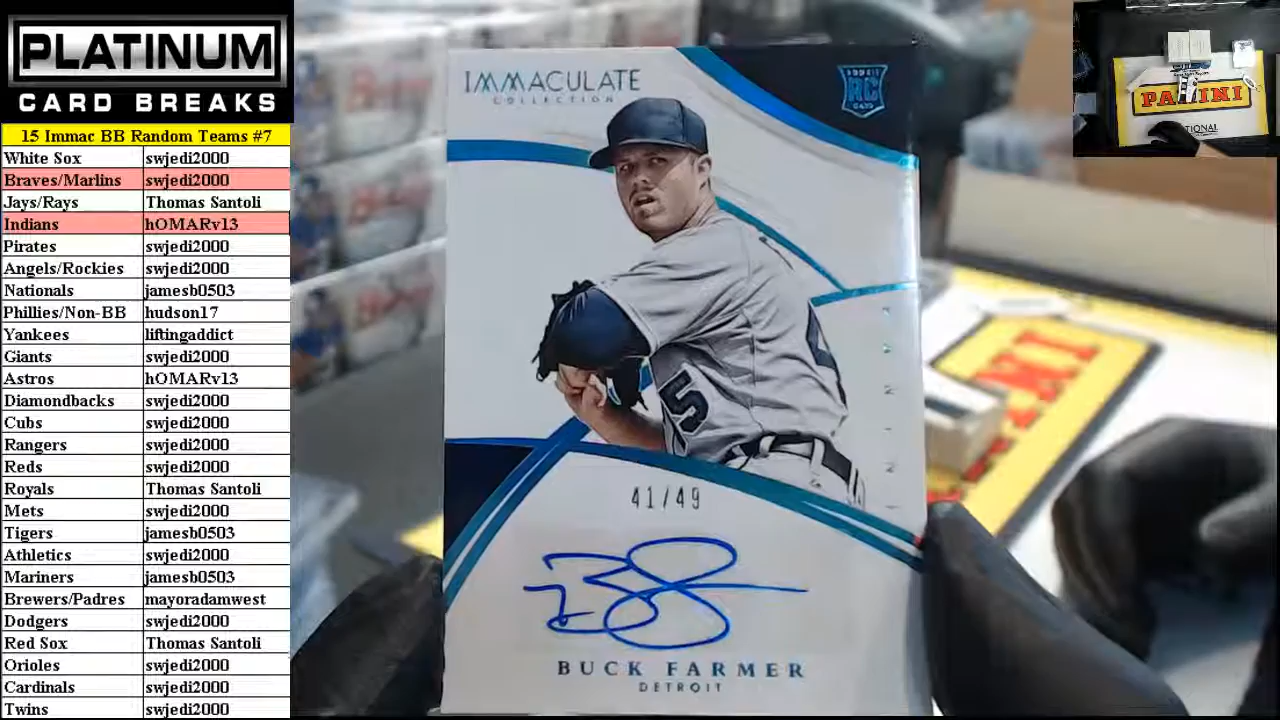 PLATINUM
CARD BREAKS
15 Immac BB Random Teams #7
White Sox swjedi2000
Braves/Marlins swjedi2000
Jays/Rays Thomas Santoli
Indians hOMARv13
Pirates swjedi2000
Angels/Rockies swjedi2000
Nationals jamesb0503
Phillies/Non-BB hudson17
Yankees liftingaddict
Giants swjedi2000
Astros hOMARv13
Diamondbacks swjedi2000
Cubs swjedi2000
Rangers swjedi2000
Reds swjedi2000
Royals Thomas Santoli
Mets swjedi2000
Tigers jamesb0503
Athletics swjedi2000
Mariners jamesb0503
Brewers/Padres mayoradamwest
Dodgers swjedi2000
Red Sox Thomas Santoli
Orioles swjedi2000
Cardinals swjedi2000
Twins swjedi2000
IMMACULATE
COLLECTION
RC
5
41/49
BUCK FARMER
DETROIT
PANINI